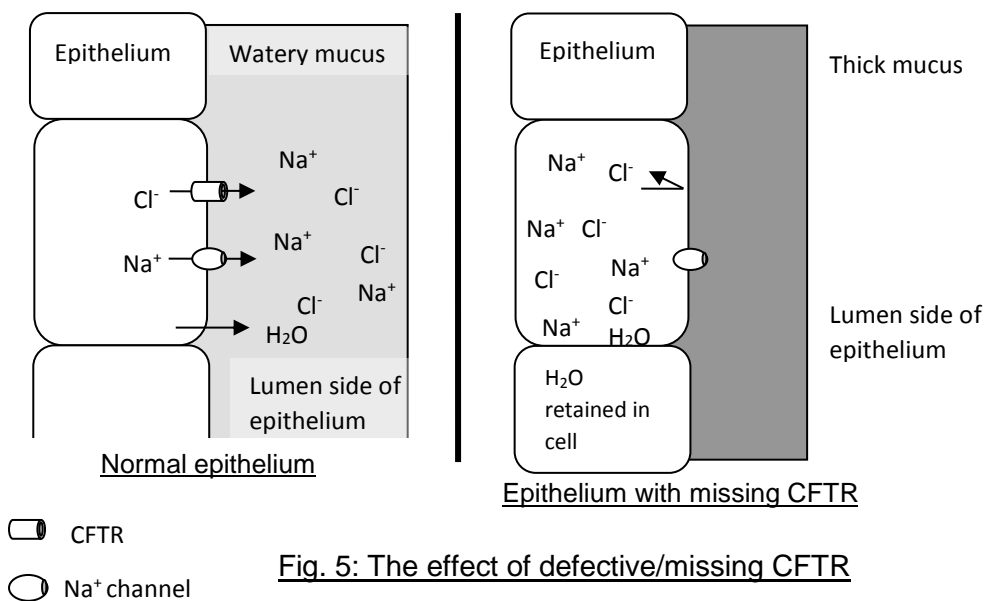 Epithelium
Watery mucus
Na⁺
Cl⁻
Cl⁻
Na⁺
Na⁺
Cl⁻
Na⁺
Cl⁻
H₂O
Lumen side of
epithelium
Normal epithelium
Epithelium
Thick mucus
Na⁺
Cl⁻
Na⁺
Cl⁻
Na⁺
Cl⁻
Cl⁻
Na⁺
H₂O
Lumen side of
epithelium
H₂O
retained in
cell
Epithelium with missing CFTR
CFTR
Na⁺ channel
Fig. 5: The effect of defective/missing CFTR